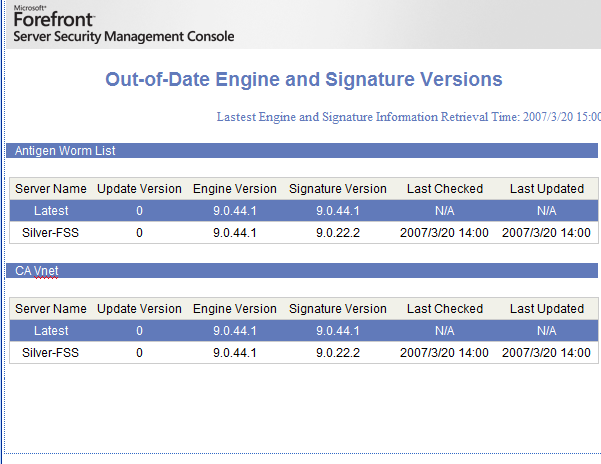 Microsoft®
Forefront™
Server Security Management Console
Out-of-Date Engine and Signature Versions
Lastest Engine and Signature Information Retrieval Time: 2007/3/20 15:00
Antigen Worm List
Server Name Update Version Engine Version Signature Version Last Checked Last Updated
Latest 0 9.0.44.1 9.0.44.1 N/A N/A
Silver-FSS 0 9.0.44.1 9.0.22.2 2007/3/20 14:00 2007/3/20 14:00
CA Vnet
Server Name Update Version Engine Version Signature Version Last Checked Last Updated
Latest 0 9.0.44.1 9.0.44.1 N/A N/A
Silver-FSS 0 9.0.44.1 9.0.22.2 2007/3/20 14:00 2007/3/20 14:00